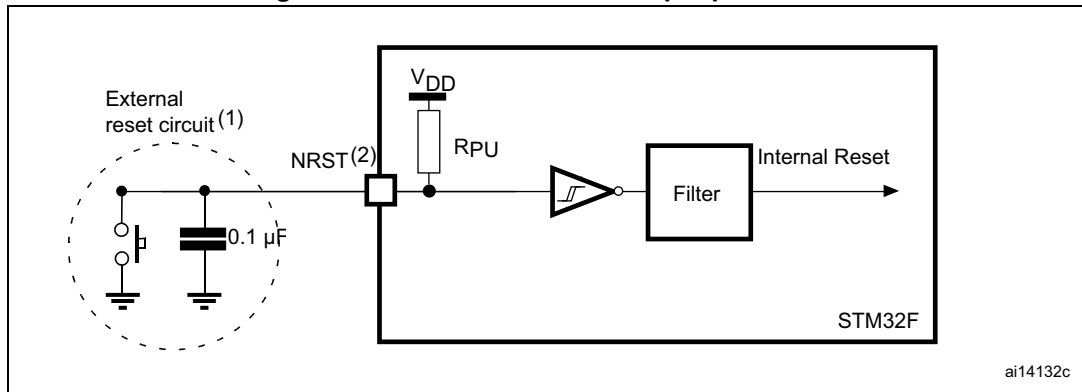 External
reset circuit(1)
VDD
RPU
NRST(2)
Internal Reset
Filter
0.1 µF
STM32F
ai14132c